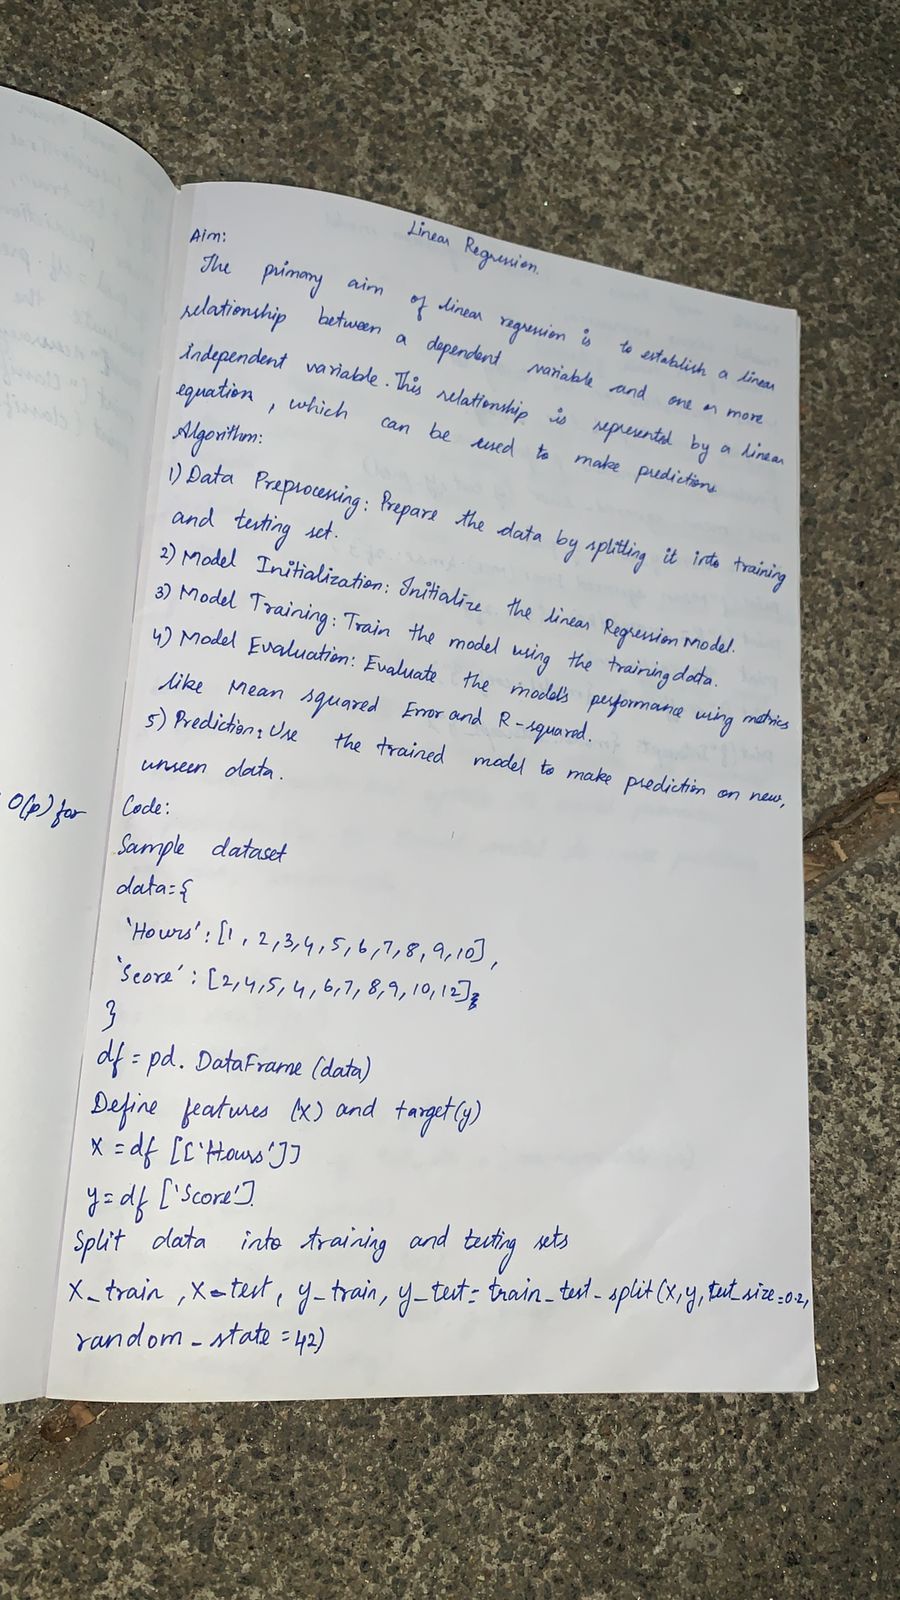 Linear Regression.
Aim:
The primary aim of linear regression is to establish a linear
relationship between a dependent variable and one or more
independent variable. This relationship is represented by a linear
equation, which can be used to make predictions
Algorithm:
1) Data Preprocessing: Prepare the data by splitting it into training
and testing set.
2) Model Initialization: Initialize the linear Regression Model.
3) Model Training: Train the model using the training data.
4) Model Evaluation: Evaluate the model's performance using metrics
like Mean squared Error and R-squared.
5) Prediction: Use the trained model to make prediction on new,
unseen data.
O(p) for
Code:
Sample dataset
data={
'Hours': [1, 2, 3, 4, 5, 6, 7, 8, 9, 10],
'Score': [2, 4, 5, 4, 6, 7, 8, 9, 10, 12]
}
df = pd. DataFrame (data)
Define features (x) and target(y)
x = df [['Hours']]
y = df ['Score'].
Split data into training and testing sets
x_train, x_test, y_train, y_test = train_test_split(x, y, test_size=0.2,
random_state = 42)